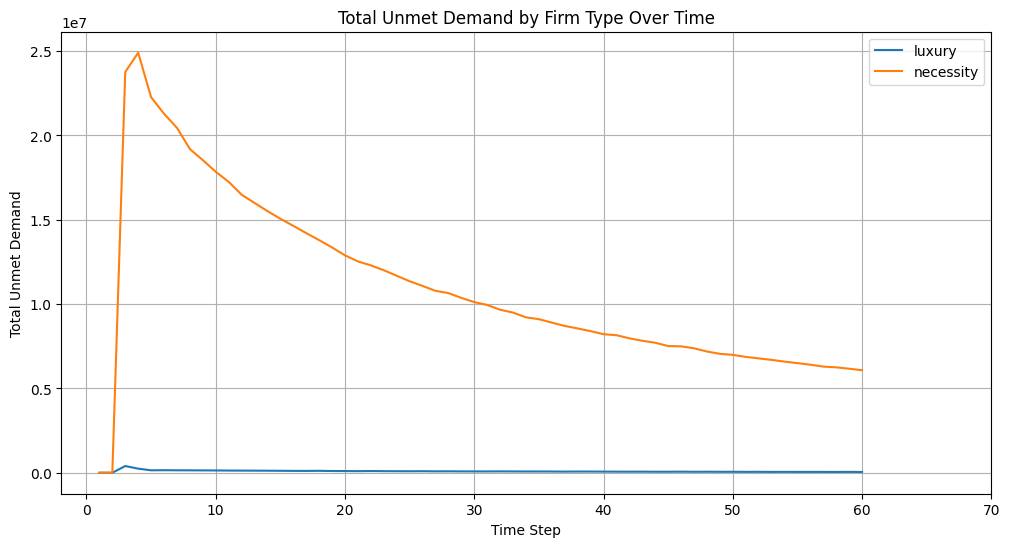 Total Unmet Demand by Firm Type Over Time
1e7
luxury
necessity
Total Unmet Demand
2.5
2.0
1.5
1.0
0.5
0.0
0 10 20 30 40 50 60 70
Time Step